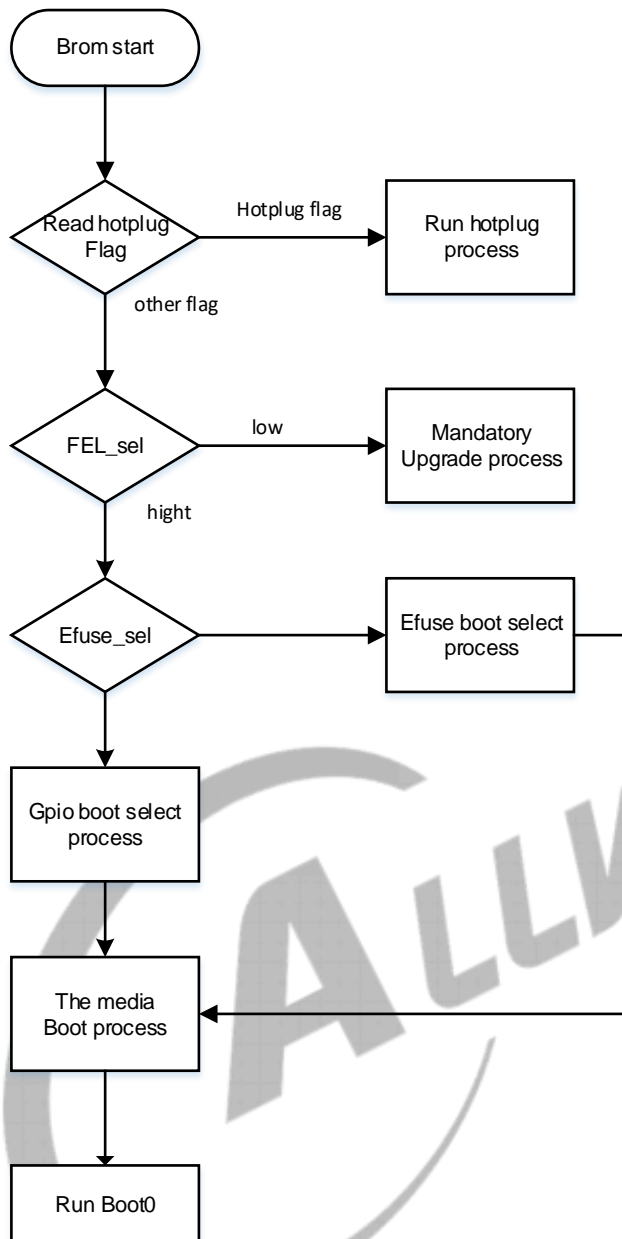 Brom start
Read hotplug
Flag
Hotplug flag
Run hotplug
process
other flag
FEL_sel
low
Mandatory
Upgrade process
hight
Efuse_sel
Efuse boot select
process
Gpio boot select
process
The media
Boot process
Run Boot0